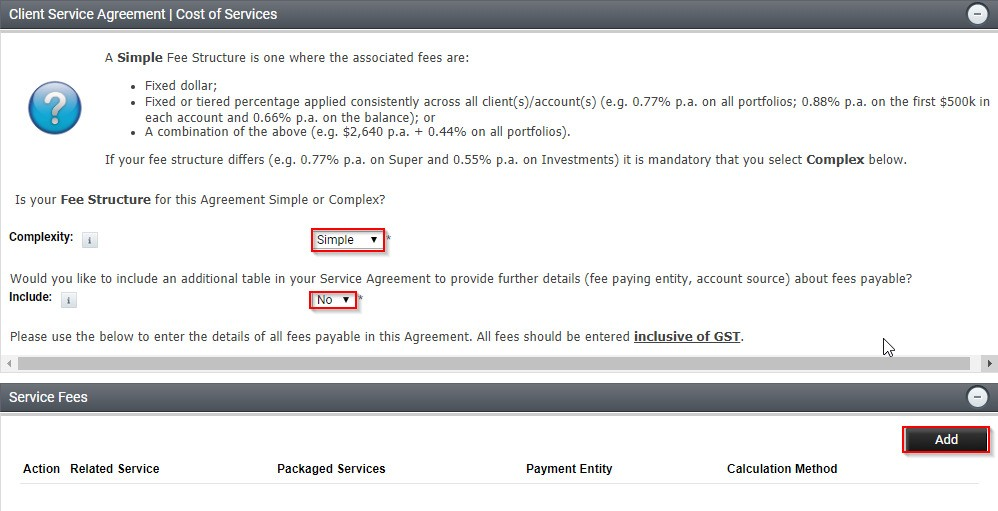 Client Service Agreement | Cost of Services
A Simple Fee Structure is one where the associated fees are:
• Fixed dollar;
• Fixed or tiered percentage applied consistently across all client(s)/account(s) (e.g. 0.77% p.a. on all portfolios; 0.88% p.a. on the first $500k in
each account and 0.66% p.a. on the balance); or
• A combination of the above (e.g. $2,640 p.a. + 0.44% on all portfolios).
If your fee structure differs (e.g. 0.77% p.a. on Super and 0.55% p.a. on Investments) it is mandatory that you select Complex below.
Is your Fee Structure for this Agreement Simple or Complex?
Complexity: i Simple *
Would you like to include an additional table in your Service Agreement to provide further details (fee paying entity, account source) about fees payable?
Include: i No *
Please use the below to enter the details of all fees payable in this Agreement. All fees should be entered inclusive of GST.
Service Fees
Add
Action Related Service Packaged Services Payment Entity Calculation Method